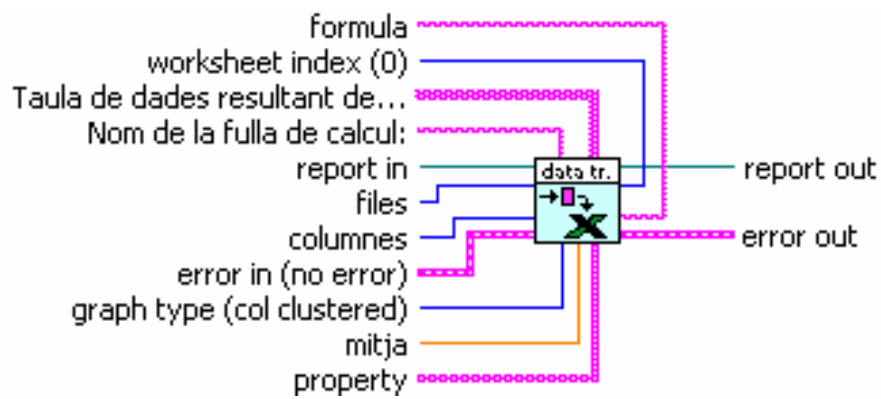 formula
worksheet index (0)
Taula de dades resultant de...
Nom de la fulla de calcul:
report in
data tr.
report out
files
columnes
error out
error in (no error)
graph type (col clustered)
mitja
property